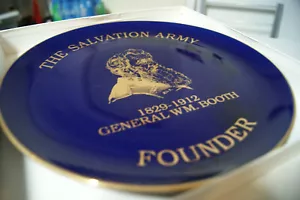 THE SALVATION ARMY
1829-1912
GENERAL WM. BOOTH
FOUNDER